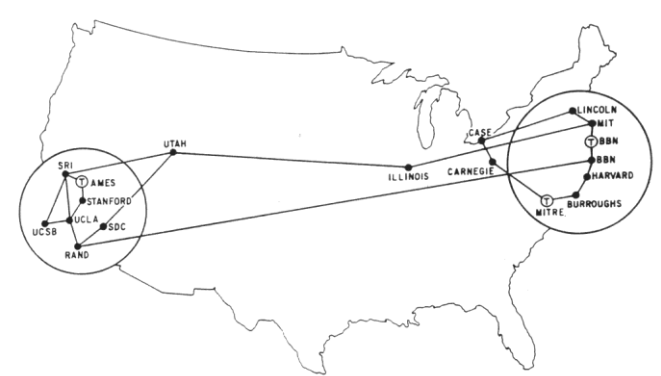 LINCOLN
MIT
CASE
T BBN
UTAH
BBN
SRI
ILLINOIS
CARNEGIE
HARVARD
T AMES
STANFORD
T
BURROUGHS
MITRE
UCLA
UCSB
SDC
RAND